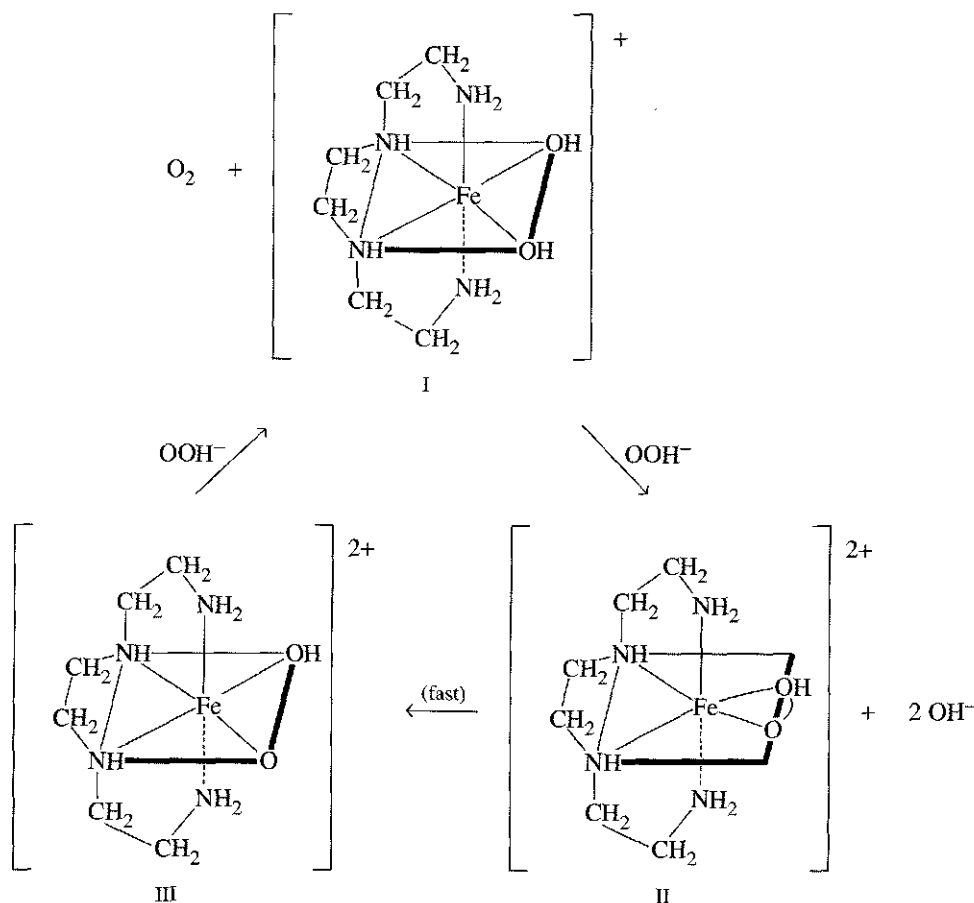 +
CH₂
CH₂ NH₂
NH OH
O₂ + CH₂
Fe
CH₂
NH OH
NH₂
CH₂
CH₂
I
OOH⁻ OOH⁻
2+ 2+
CH₂ CH₂
CH₂ NH₂ CH₂ NH₂
NH OH NH
CH₂ CH₂ OH
Fe (fast) Fe + 2 OH⁻
CH₂ CH₂ O
NH O NH
NH₂ NH₂
CH₂ CH₂
CH₂ CH₂
III II